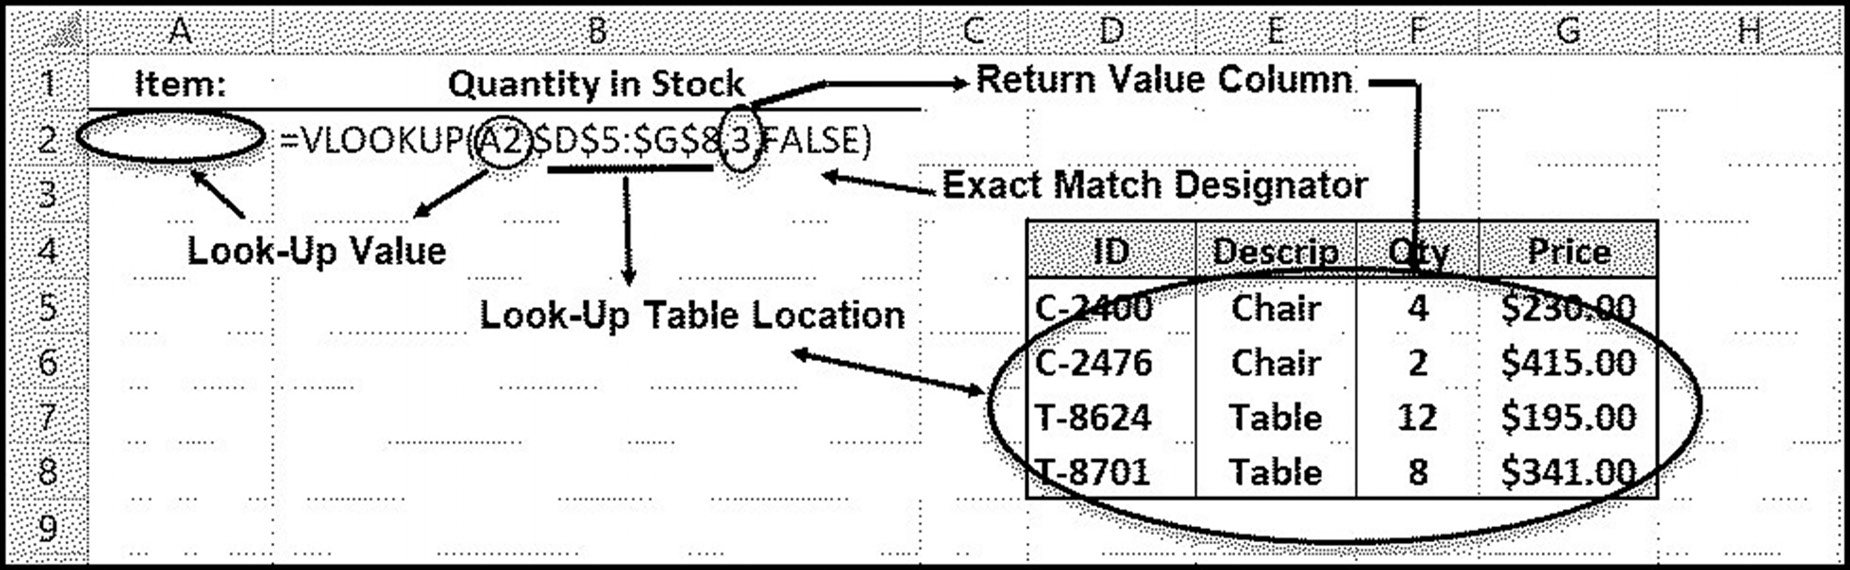 A B C D E F G H
1 Item: Quantity in Stock Return Value Column
2 =VLOOKUP(A2,$D$5:$G$8,3,FALSE)
3 Exact Match Designator
4 Look-Up Value ID Descrip Qty Price
5 Look-Up Table Location C-2400 Chair 4 $230.00
6 C-2476 Chair 2 $415.00
7 T-8624 Table 12 $195.00
8 T-8701 Table 8 $341.00
9